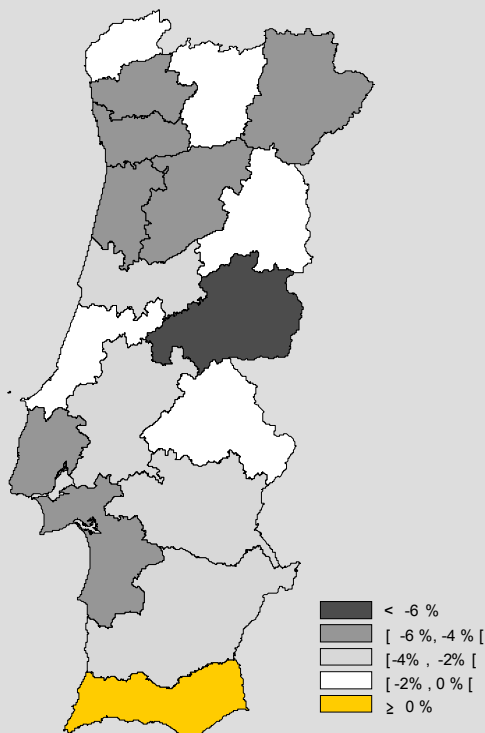 < -6 %
[ -6 %, -4 % [
[-4% , -2% [
[ -2% , 0 % [
≥ 0 %